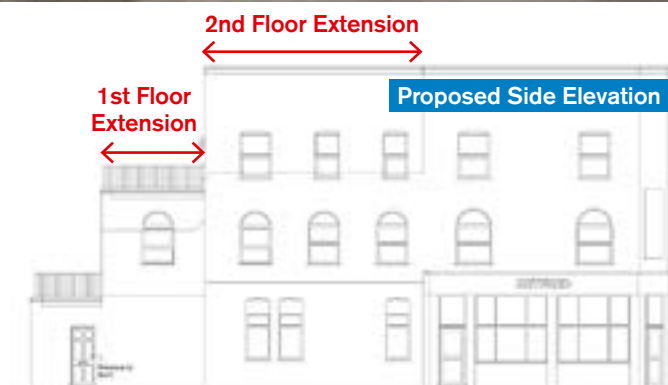 2nd Floor Extension
Proposed Side Elevation
1st Floor
Extension